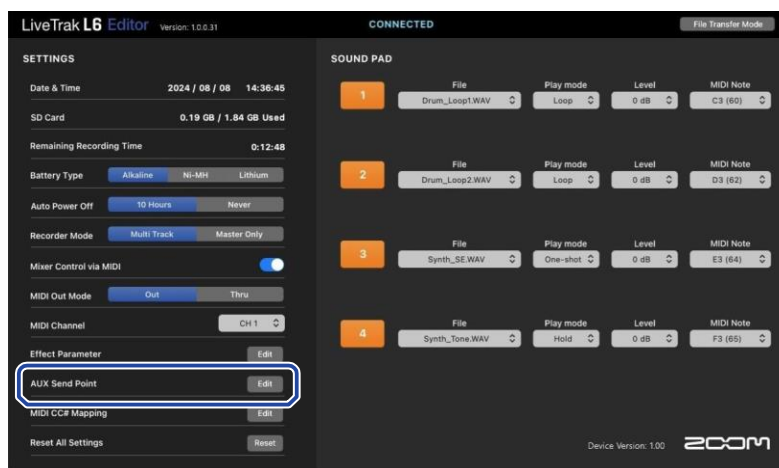 LiveTrak L6 Editor Version: 1.0.0.31 CONNECTED File Transfer Mode
SETTINGS
Date & Time 2024 / 08 / 08 14:36:45
SD Card 0.19 GB / 1.84 GB Used
Remaining Recording Time 0:12:48
Battery Type Alkaline Ni-MH Lithium
Auto Power Off 10 Hours Never
Recorder Mode Multi Track Master Only
Mixer Control via MIDI
MIDI Out Mode Out Thru
MIDI Channel CH 1
Effect Parameter Edit
AUX Send Point Edit
MIDI CC# Mapping Edit
Reset All Settings Reset
SOUND PAD
File Play mode Level MIDI Note
1 Drum_Loop1.WAV Loop 0 dB C3 (60)
File Play mode Level MIDI Note
2 Drum_Loop2.WAV Loop 0 dB D3 (62)
File Play mode Level MIDI Note
3 Synth_SE.WAV One-shot 0 dB E3 (64)
File Play mode Level MIDI Note
4 Synth_Tone.WAV Hold 0 dB F3 (65)
Device Version: 1.00 ZOOM